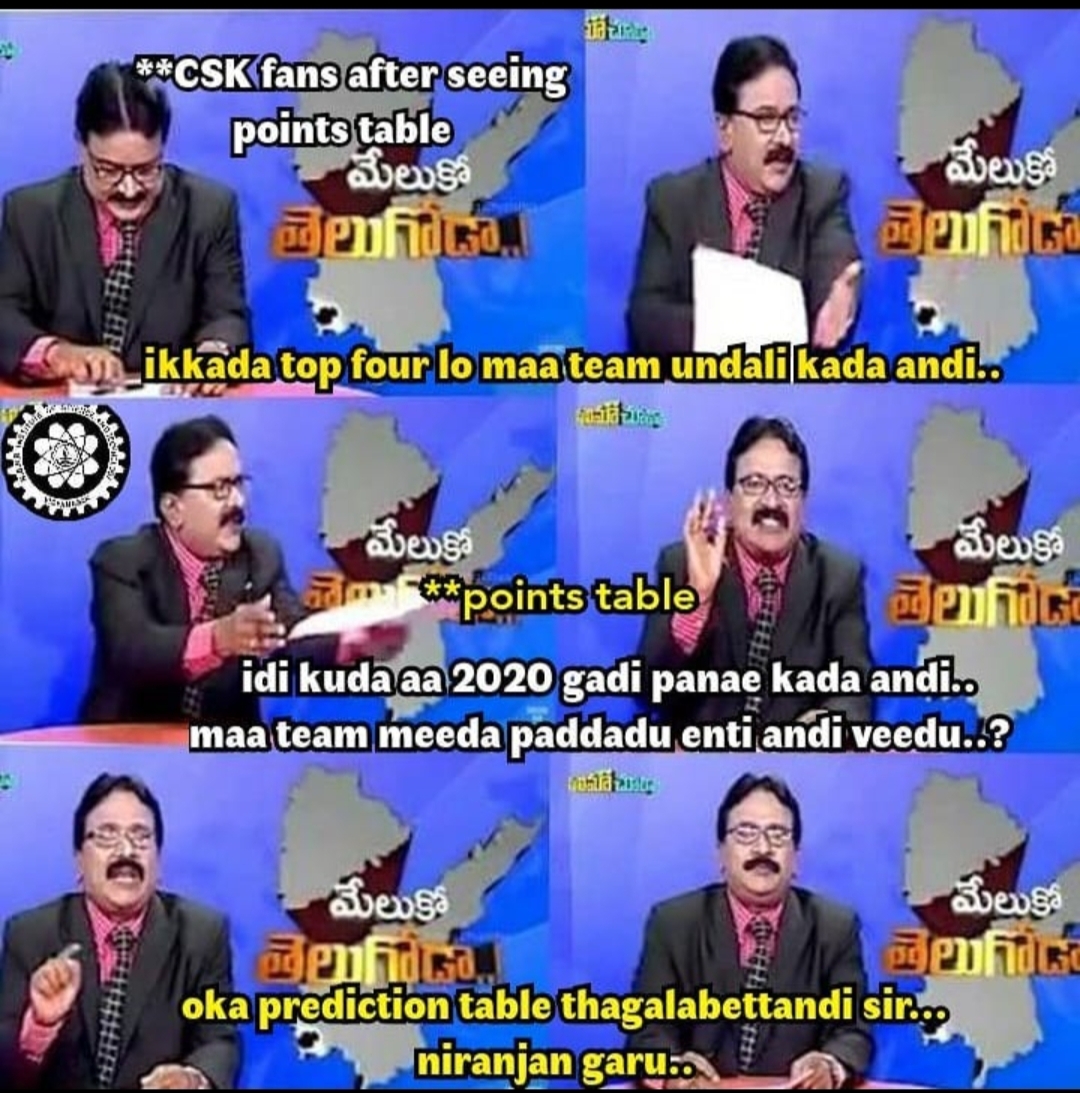 **CSK fans after seeing
points table
మేలుకో
తెలుగోడా..!
మేలుకో
తెలుగోడా
ikkada top four lo maa team undali kada andi..
మేలుకో
**points table
మేలుకో
తెలుగోడా
idi kuda aa 2020 gadi panae kada andi..
maa team meeda paddadu enti andi veedu..?
మేలుకో
తెలుగోడా..!
మేలుకో
తెలుగోడా
oka prediction table thagalabettandi sir...
niranjan garu..